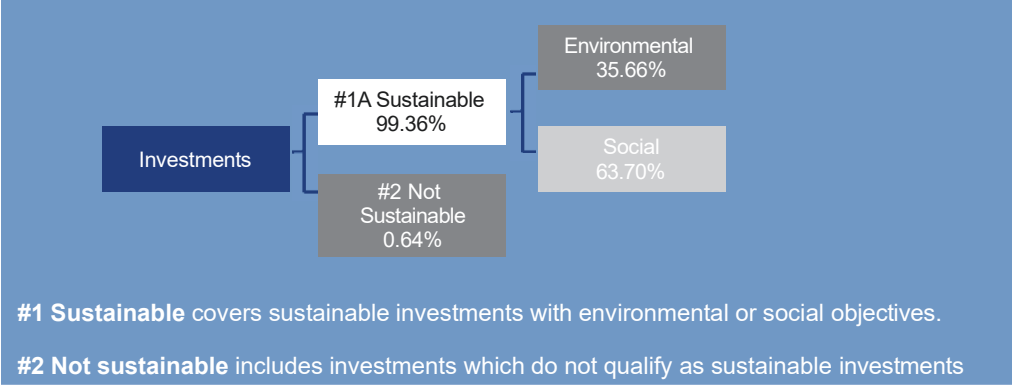 Environmental
35.66%
#1A Sustainable
99.36%
Investments
Social
63.70%
#2 Not
Sustainable
0.64%
#1 Sustainable covers sustainable investments with environmental or social objectives.
#2 Not sustainable includes investments which do not qualify as sustainable investments